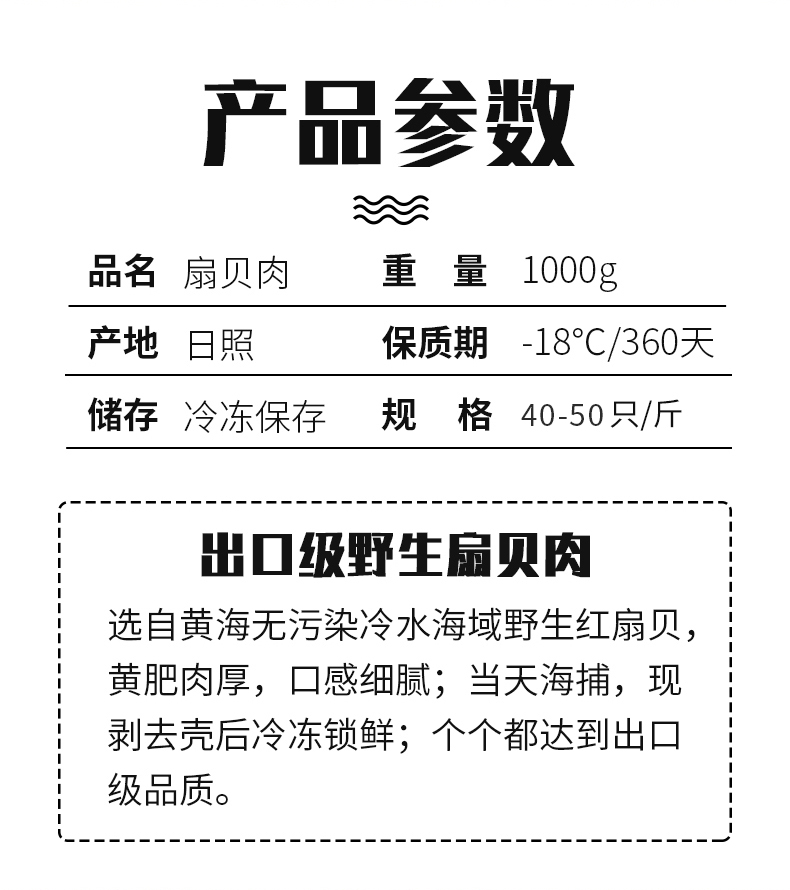 产品参数
品名 扇贝肉 重量 1000g
产地 日照 保质期 -18℃/360天
储存 冷冻保存 规格 40-50只/斤
出口级野生扇贝肉
选自黄海无污染冷水海域野生红扇贝，
黄肥肉厚，口感细腻；当天海捕，现
剥去壳后冷冻锁鲜；个个都达到出口
级品质。